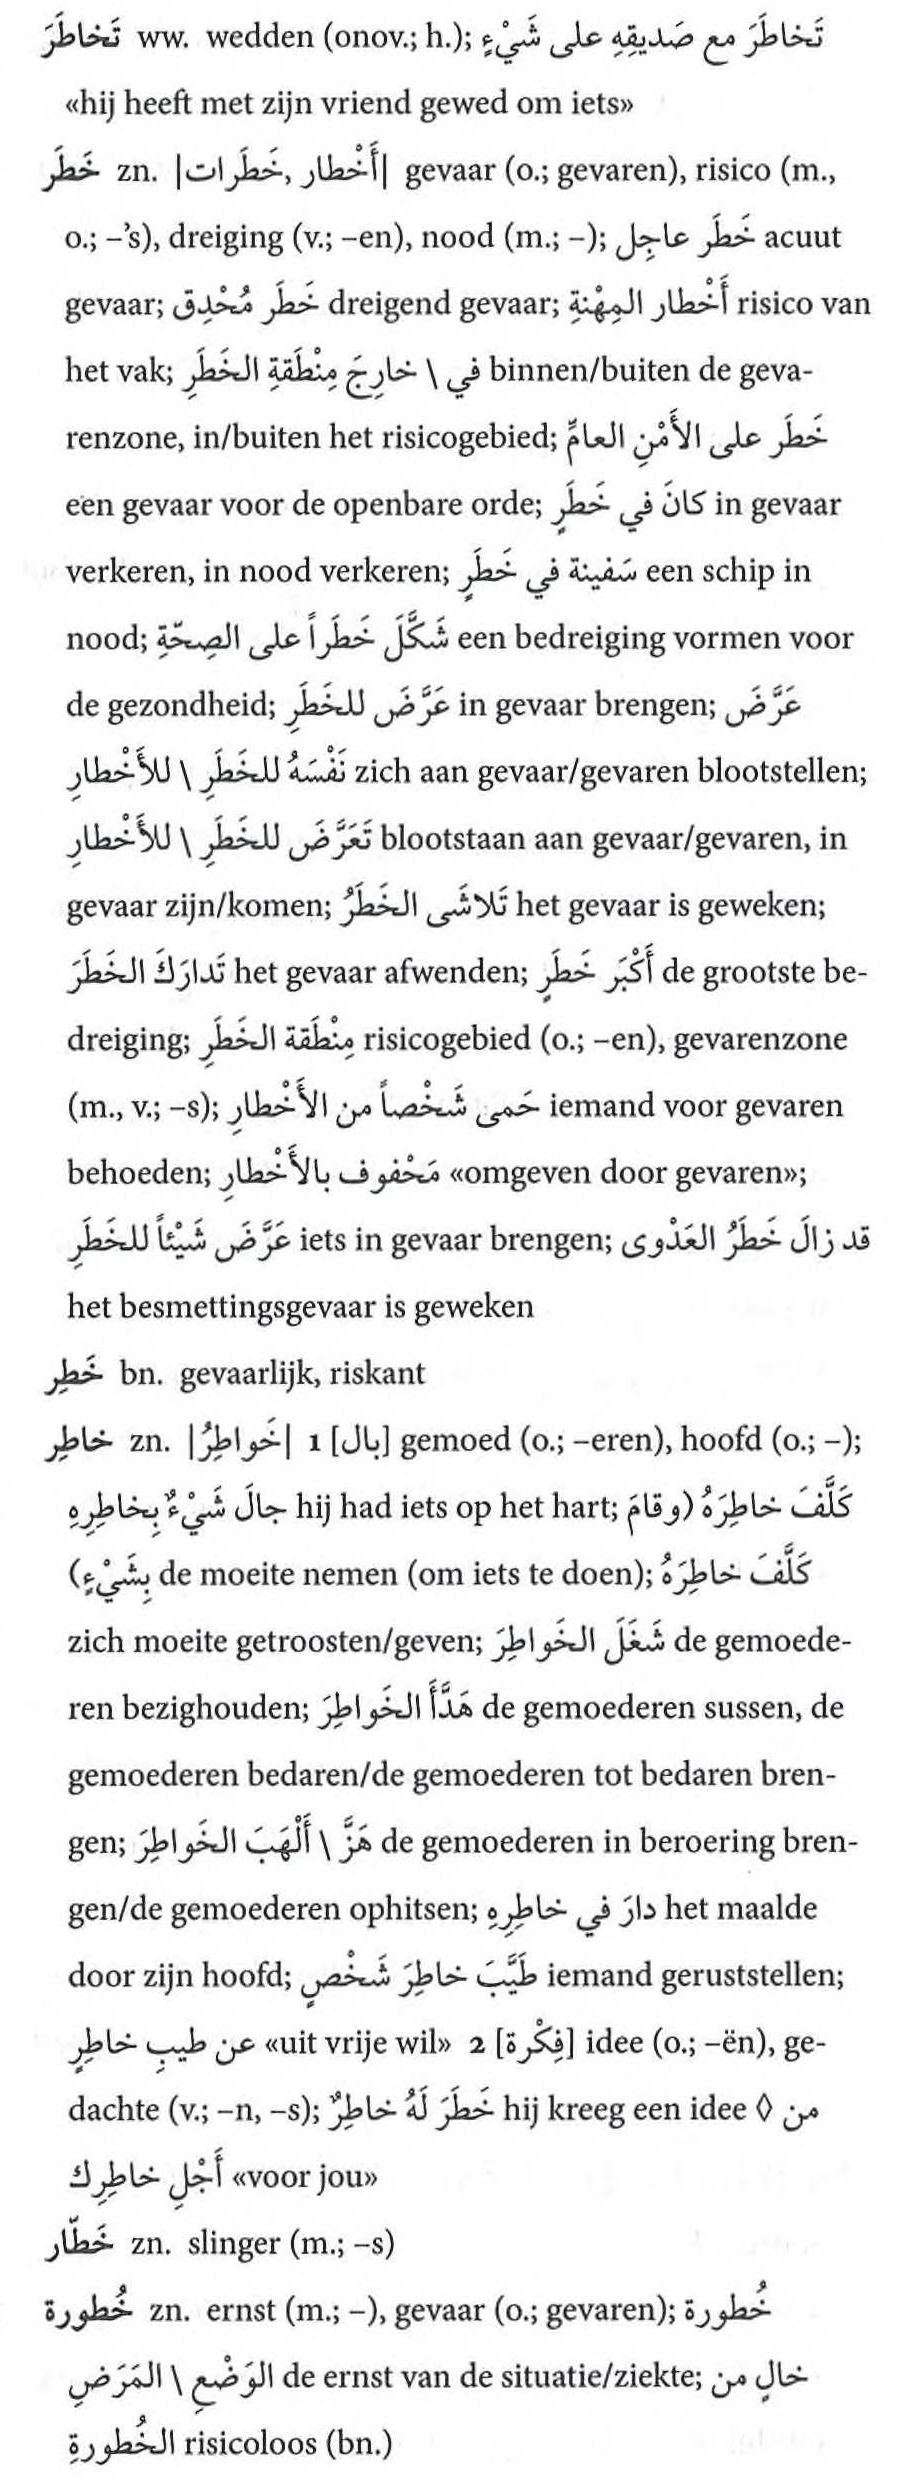 تَخاطَرَ ww. wedden (onov.; h.); تَخاطَرَ مع صَديقِهِ على شَيْءٍ
«hij heeft met zijn vriend gewed om iets»
خَطَر zn. |أَخْطار, خَطَرات| gevaar (o.; gevaren), risico (m.,
o.; –’s), dreiging (v.; –en), nood (m.; –); خَطَر عاجِل acuut
gevaar; خَطَر مُحْدِق dreigend gevaar; أَخْطار المِهْنةِ risico van
het vak; في \ خارِجَ مِنْطَقةِ الخَطَرِ binnen/buiten de geva-
renzone, in/buiten het risicogebied; خَطَر على الأَمْنِ العامِّ
een gevaar voor de openbare orde; كانَ في خَطَرٍ in gevaar
verkeren, in nood verkeren; سَفينة في خَطَرٍ een schip in
nood; شَكَّلَ خَطَراً على الصِحّةِ een bedreiging vormen voor
de gezondheid; عَرَّضَ للخَطَرِ in gevaar brengen; عَرَّضَ
نَفْسَهُ للخَطَرِ \ للأَخْطارِ zich aan gevaar/gevaren blootstellen;
تَعَرَّضَ للخَطَرِ \ للأَخْطارِ blootstaan aan gevaar/gevaren, in
gevaar zijn/komen; تَلاشَى الخَطَرُ het gevaar is geweken;
تَدارَكَ الخَطَرَ het gevaar afwenden; أَكْبَر خَطَرٍ de grootste be-
dreiging; مِنْطَقة الخَطَرِ risicogebied (o.; –en), gevarenzone
(m., v.; –s); حَمى شَخْصاً من الأَخْطارِ iemand voor gevaren
behoeden; مَحْفوف بالأَخْطارِ «omgeven door gevaren»;
عَرَّضَ شَيْئاً للخَطَرِ iets in gevaar brengen; قد زالَ خَطَرُ العَدْوى
het besmettingsgevaar is geweken
خَطِر bn. gevaarlijk, riskant
خاطِر zn. |خَواطِرُ| 1 [بال] gemoed (o.; –eren), hoofd (o.; –);
جالَ شَيْءٌ بِخاطِرِهِ hij had iets op het hart; كَلَّفَ خاطِرَهُ (وقامَ
بِشَيْءٍ) de moeite nemen (om iets te doen); كَلَّفَ خاطِرَهُ
zich moeite getroosten/geven; شَغَلَ الخَواطِرَ de gemoede-
ren bezighouden; هَدَّأَ الخَواطِرَ de gemoederen sussen, de
gemoederen bedaren/de gemoederen tot bedaren bren-
gen; هَزَّ \ أَلْهَبَ الخَواطِرَ de gemoederen in beroering bren-
gen/de gemoederen ophitsen; دارَ في خاطِرِهِ het maalde
door zijn hoofd; طَيَّبَ خاطِرَ شَخْصٍ iemand geruststellen;
عن طيبِ خاطِرٍ «uit vrije wil» 2 [فِكْرة] idee (o.; –ën), ge-
dachte (v.; –n, –s); خَطَرَ لَهُ خاطِرٌ hij kreeg een idee ◊ من
أَجْلِ خاطِرِك «voor jou»
خَطّار zn. slinger (m.; –s)
خُطورة zn. ernst (m.; –), gevaar (o.; gevaren); خُطورة
الوَضْعِ \ المَرَضِ de ernst van de situatie/ziekte; خالٍ من
الخُطورةِ risicoloos (bn.)